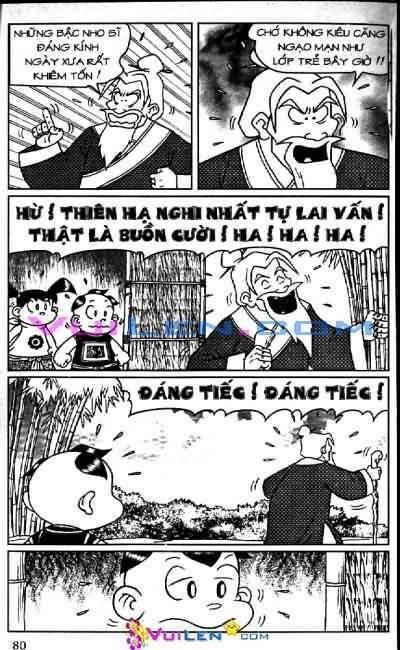 NHỮNG BẬC NHO SĨ
ĐÁNG KÍNH
NGÀY XƯA RẤT
KHIÊM TỐN!
CHỚ KHÔNG KIÊU CĂNG
NGẠO MẠN NHƯ
LỚP TRẺ BÂY GIỜ!!
HỪ! THIÊN HẠ NGHI NHẤT TỰ LAI VẤN!
THẬT LÀ BUỒN CƯỜI! HA! HA! HA!
VUILEN.COM
ĐÁNG TIẾC! ĐÁNG TIẾC!
80
VUILEN.COM